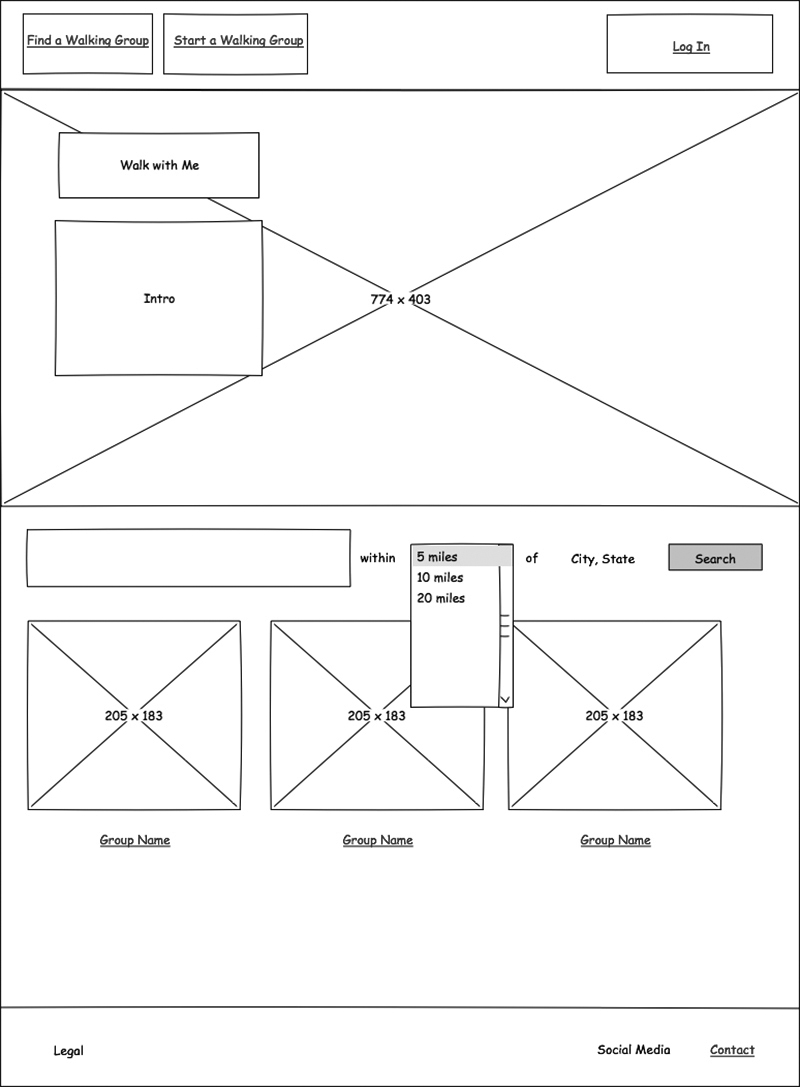 Find a Walking Group
Start a Walking Group
Log In
Walk with Me
Intro
774 x 403
within
5 miles
of
City, State
Search
10 miles
20 miles
205 x 183
205 x 183
205 x 183
Group Name
Group Name
Group Name
Legal
Social Media
Contact